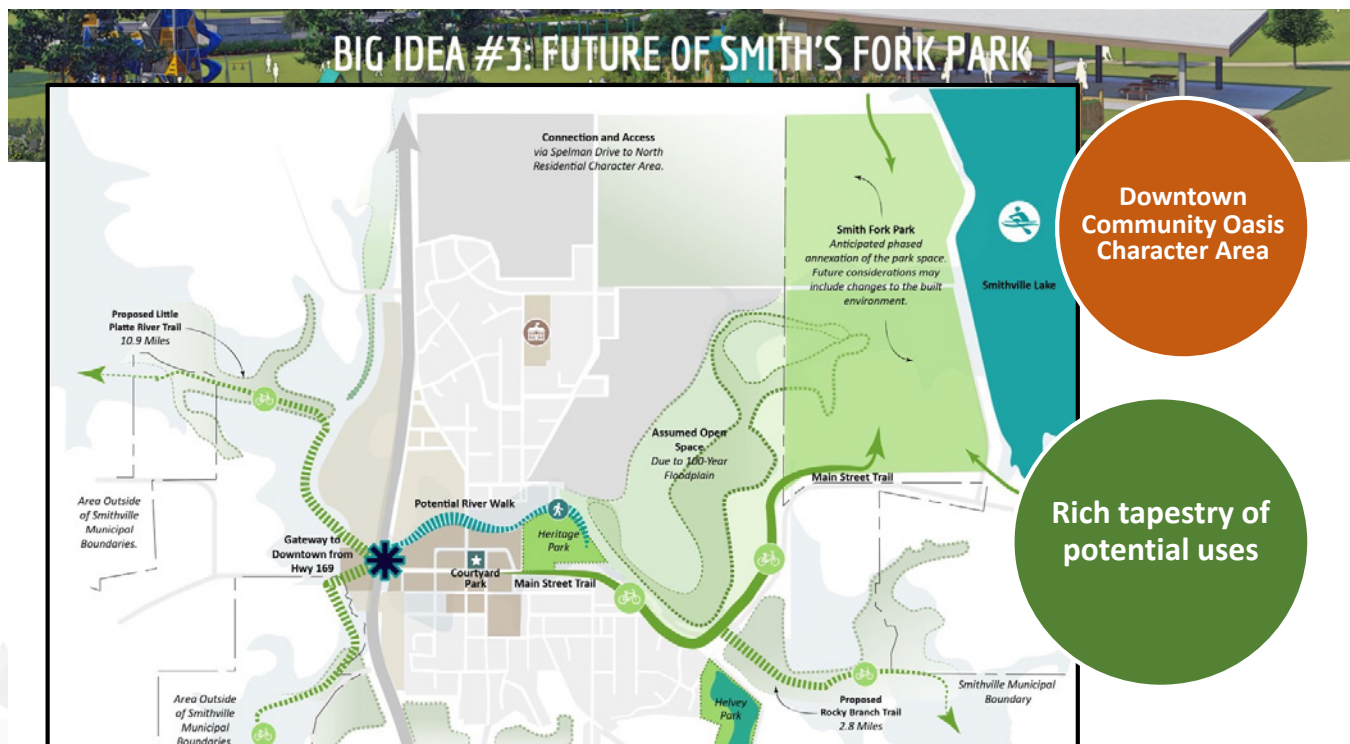 BIG IDEA #3: FUTURE OF SMITH'S FORK PARK
Connection and Access
via Spelman Drive to North
Residential Character Area.
Downtown
Community Oasis
Character Area
Smith Fork Park
Anticipated phased
annexation of the park space.
Future considerations may
include changes to the built
environment.
Smithville Lake
Proposed Little
Platte River Trail
10.9 Miles
Assumed Open
Space
Due to 100-Year
Floodplain
Main Street Trail
Area Outside
of Smithville
Municipal
Boundaries.
Potential River Walk
Heritage
Park
Gateway to
Downtown from
Hwy 169
Courtyard
Park
Main Street Trail
Rich tapestry of
potential uses
Area Outside
of Smithville
Municipal
Boundaries
Helvey
Park
Proposed
Rocky Branch Trail
2.8 Miles
Smithville Municipal
Boundary